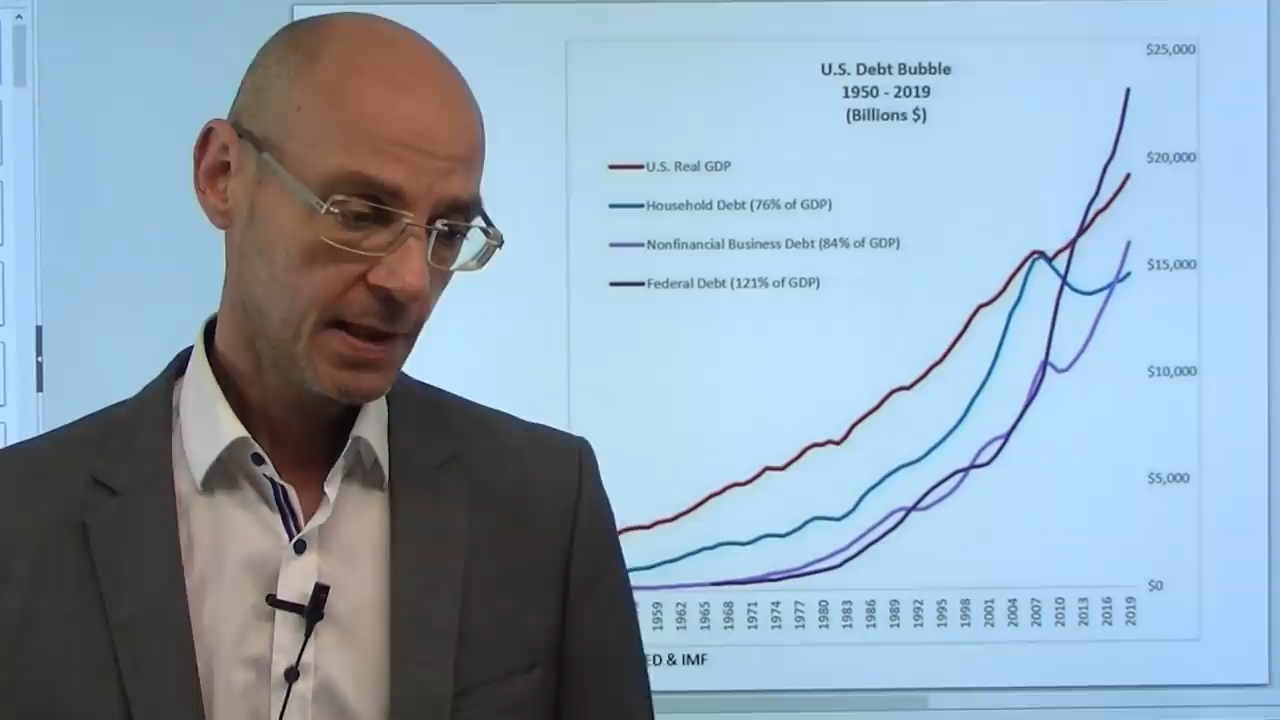 U.S. Debt Bubble
1950 - 2019
(Billions $)
U.S. Real GDP
Household Debt (76% of GDP)
Nonfinancial Business Debt (84% of GDP)
Federal Debt (121% of GDP)
$25,000
$20,000
$15,000
$10,000
$5,000
$0
1959 1962 1965 1968 1971 1974 1977 1980 1983 1986 1989 1992 1995 1998 2001 2004 2007 2010 2013 2016 2019
ED & IMF